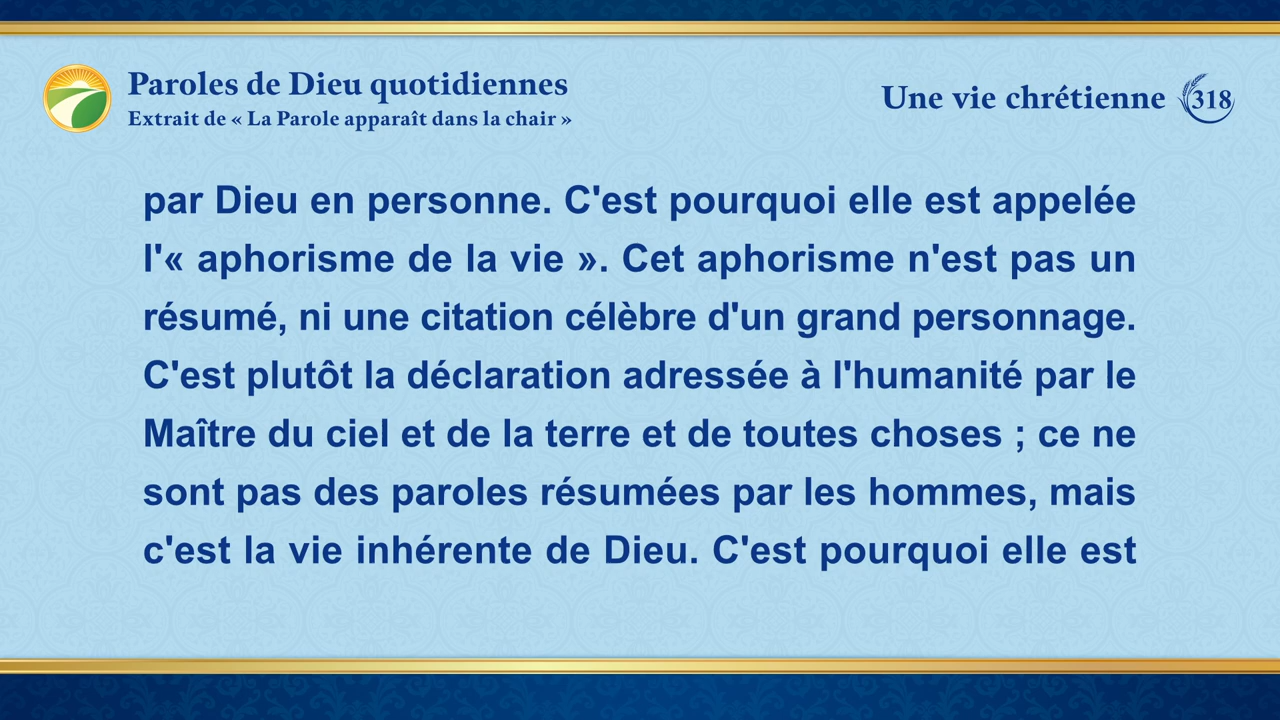 Paroles de Dieu quotidiennes
Extrait de « La Parole apparaît dans la chair »
Une vie chrétienne 318
par Dieu en personne. C'est pourquoi elle est appelée
l'« aphorisme de la vie ». Cet aphorisme n'est pas un
résumé, ni une citation célèbre d'un grand personnage.
C'est plutôt la déclaration adressée à l'humanité par le
Maître du ciel et de la terre et de toutes choses ; ce ne
sont pas des paroles résumées par les hommes, mais
c'est la vie inhérente de Dieu. C'est pourquoi elle est